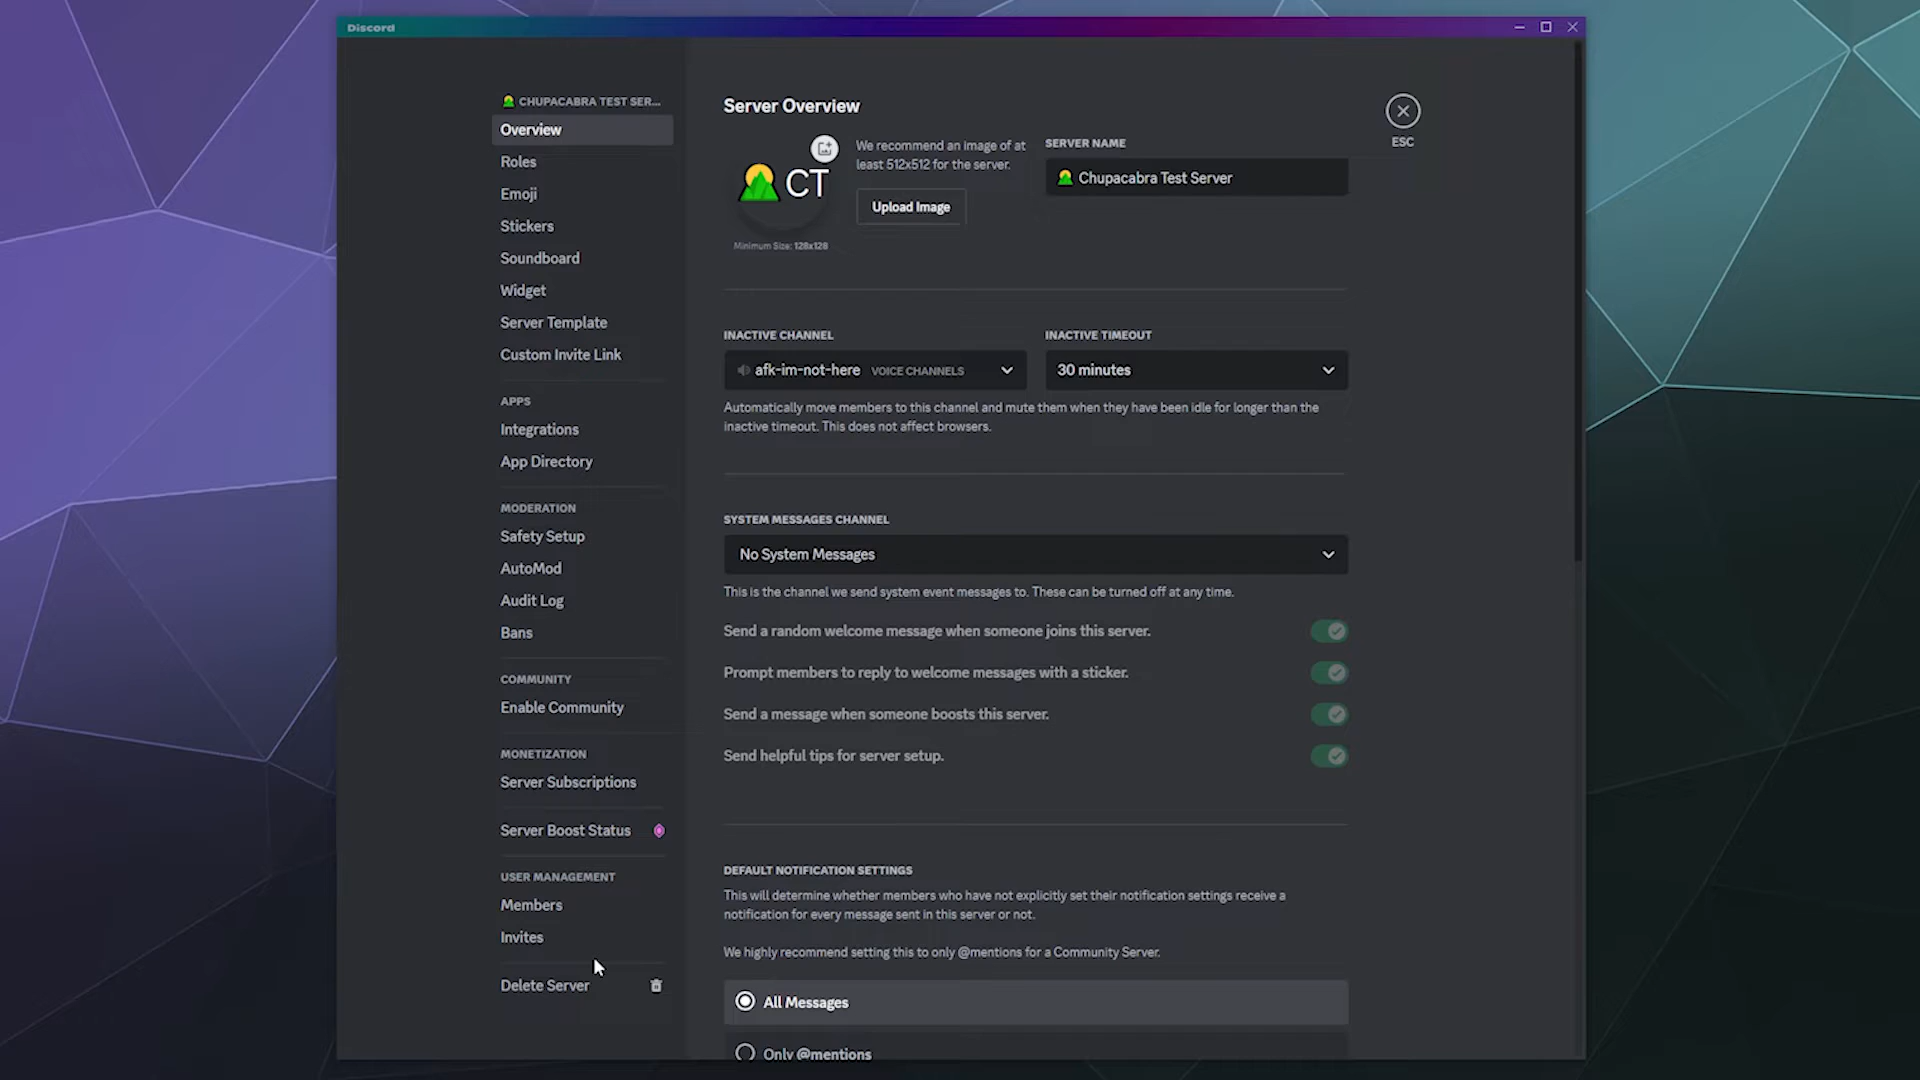 Discord
CHUPACABRA TEST SER...
Overview
Roles
Emoji
Stickers
Soundboard
Widget
Server Template
Custom Invite Link
APPS
Integrations
App Directory
MODERATION
Safety Setup
AutoMod
Audit Log
Bans
COMMUNITY
Enable Community
MONETIZATION
Server Subscriptions
Server Boost Status
USER MANAGEMENT
Members
Invites
Delete Server
Server Overview
CT
Minimum Size: 128x128
We recommend an image of at
least 512x512 for the server.
Upload Image
SERVER NAME
Chupacabra Test Server
ESC
INACTIVE CHANNEL
afk-im-not-here VOICE CHANNELS
INACTIVE TIMEOUT
30 minutes
Automatically move members to this channel and mute them when they have been idle for longer than the
inactive timeout. This does not affect browsers.
SYSTEM MESSAGES CHANNEL
No System Messages
This is the channel we send system event messages to. These can be turned off at any time.
Send a random welcome message when someone joins this server.
Prompt members to reply to welcome messages with a sticker.
Send a message when someone boosts this server.
Send helpful tips for server setup.
DEFAULT NOTIFICATION SETTINGS
This will determine whether members who have not explicitly set their notification settings receive a
notification for every message sent in this server or not.
We highly recommend setting this to only @mentions for a Community Server.
All Messages
Only @mentions